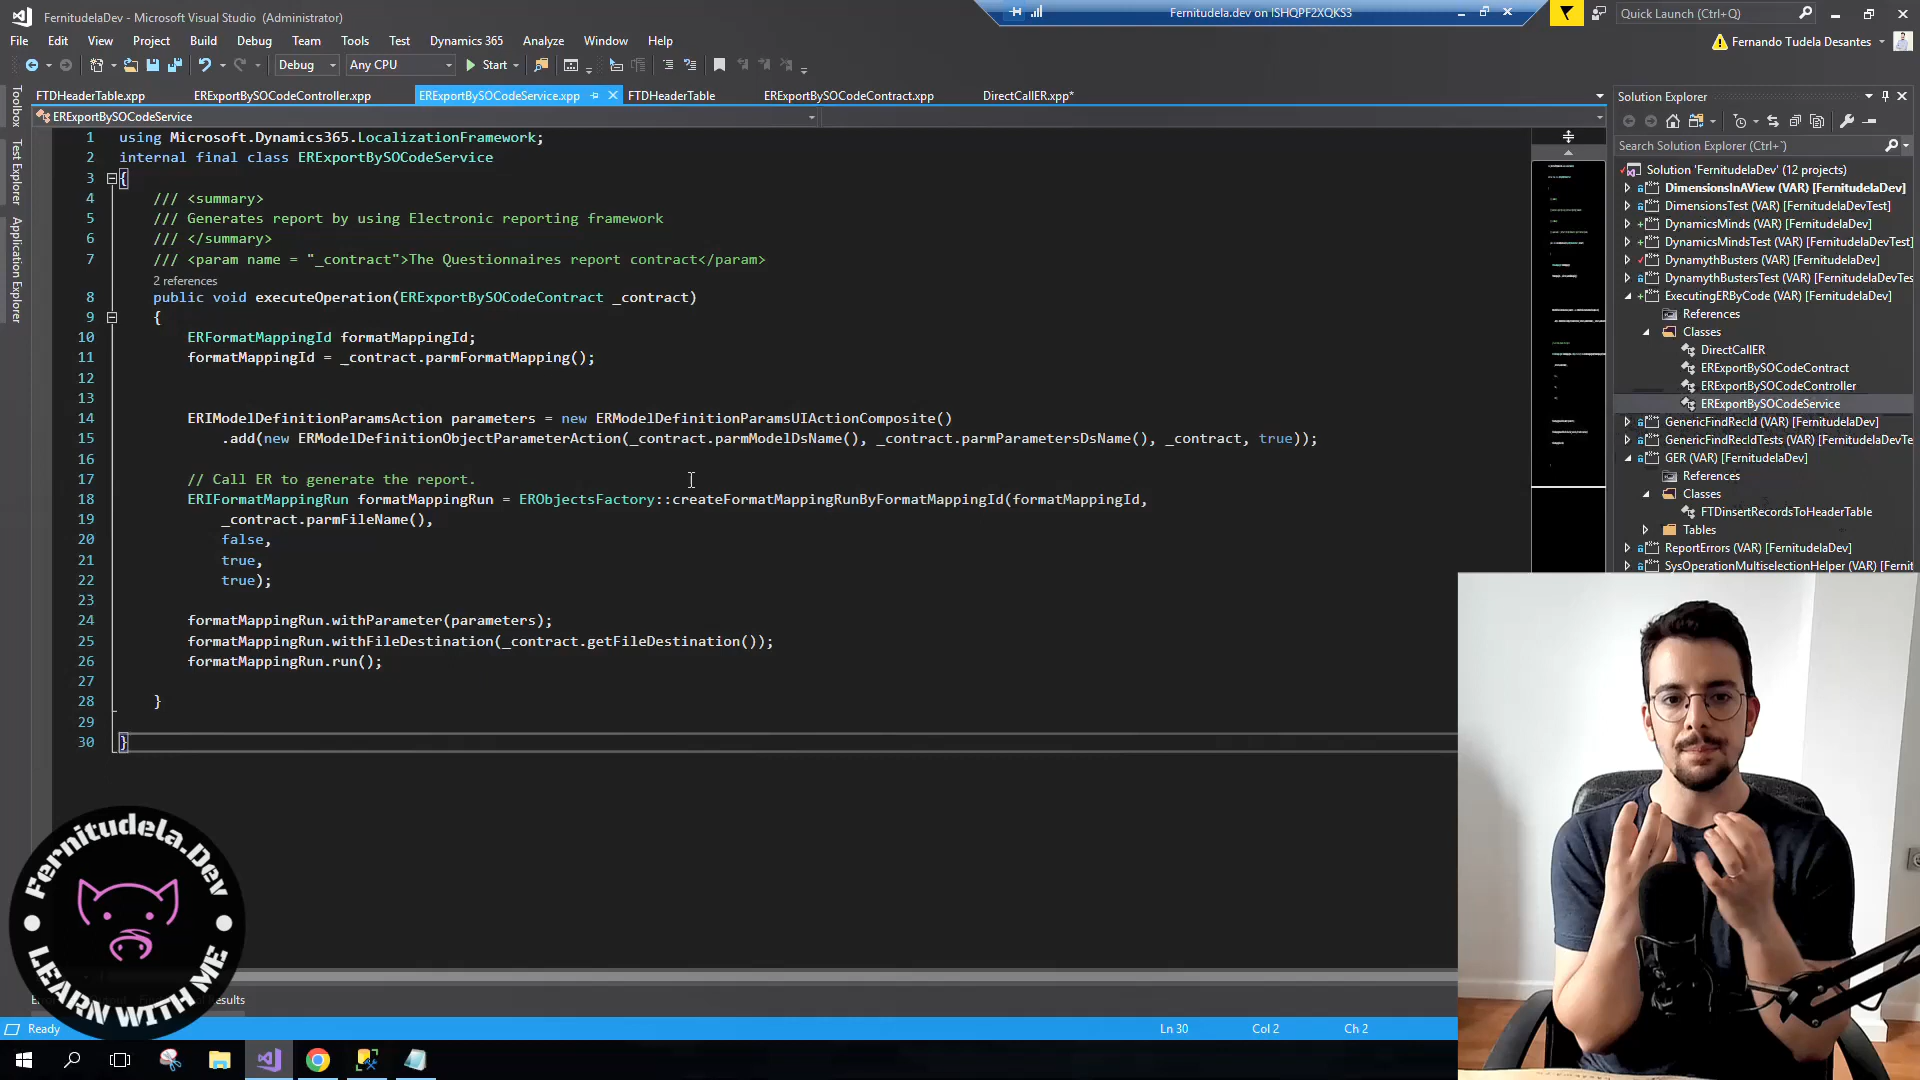 FernitudelaDev - Microsoft Visual Studio (Administrator)
Fernitudela.dev on ISHQPF2XQKS3
Quick Launch (Ctrl+Q)
File Edit View Project Build Debug Team Tools Test Dynamics 365 Analyze Window Help
Fernando Tudela Desantes
Debug Any CPU Start
FTDHeaderTable.xpp ERExportBySOCodeController.xpp ERExportBySOCodeService.xpp FTDHeaderTable ERExportBySOCodeContract.xpp DirectCallER.xpp*
ERExportBySOCodeService
Toolbox
Test Explorer
Application Explorer
1 using Microsoft.Dynamics365.LocalizationFramework;
2 internal final class ERExportBySOCodeService
3 {
4 /// <summary>
5 /// Generates report by using Electronic reporting framework
6 /// </summary>
7 /// <param name = "_contract">The Questionnaires report contract</param>
2 references
8 public void executeOperation(ERExportBySOCodeContract _contract)
9 {
10 ERFormatMappingId formatMappingId;
11 formatMappingId = _contract.parmFormatMapping();
12
13
14 ERIModelDefinitionParamsAction parameters = new ERModelDefinitionParamsUIActionComposite()
15 .add(new ERModelDefinitionObjectParameterAction(_contract.parmModelDsName(), _contract.parmParametersDsName(), _contract, true));
16
17 // Call ER to generate the report.
18 ERIFormatMappingRun formatMappingRun = ERObjectsFactory::createFormatMappingRunByFormatMappingId(formatMappingId,
19 _contract.parmFileName(),
20 false,
21 true,
22 true);
23
24 formatMappingRun.withParameter(parameters);
25 formatMappingRun.withFileDestination(_contract.getFileDestination());
26 formatMappingRun.run();
27
28 }
29
30 }
Solution Explorer
Search Solution Explorer (Ctrl+¨)
Solution 'FernitudelaDev' (12 projects)
DimensionsInAView (VAR) [FernitudelaDev]
DimensionsTest (VAR) [FernitudelaDevTest]
DynamicsMinds (VAR) [FernitudelaDev]
DynamicsMindsTest (VAR) [FernitudelaDevTest]
DynamythBusters (VAR) [FernitudelaDev]
DynamythBustersTest (VAR) [FernitudelaDevTes
ExecutingERByCode (VAR) [FernitudelaDev]
References
Classes
DirectCallER
ERExportBySOCodeContract
ERExportBySOCodeController
ERExportBySOCodeService
GenericFindRecId (VAR) [FernitudelaDev]
GenericFindRecIdTests (VAR) [FernitudelaDevTe
GER (VAR) [FernitudelaDev]
References
Classes
FTDinsertRecordsToHeaderTable
Tables
ReportErrors (VAR) [FernitudelaDev]
SysOperationMultiselectionHelper (VAR) [Fernit
Fernitudela.Dev
LEARN WITH ME
Ready Ln 30 Col 2 Ch 2